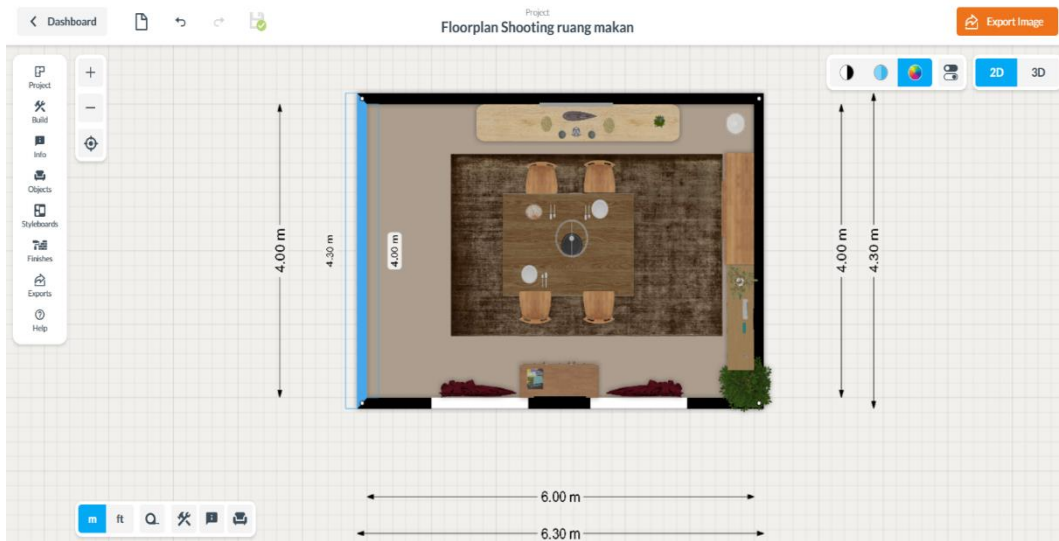 Dashboard
Project
Floorplan Shooting ruang makan
Export Image
Project
Build
Info
Objects
Styleboards
Finishes
Exports
Help
2D
3D
4.00 m
4.30 m
4.00 m
4.00 m
4.30 m
6.00 m
6.30 m
m
ft